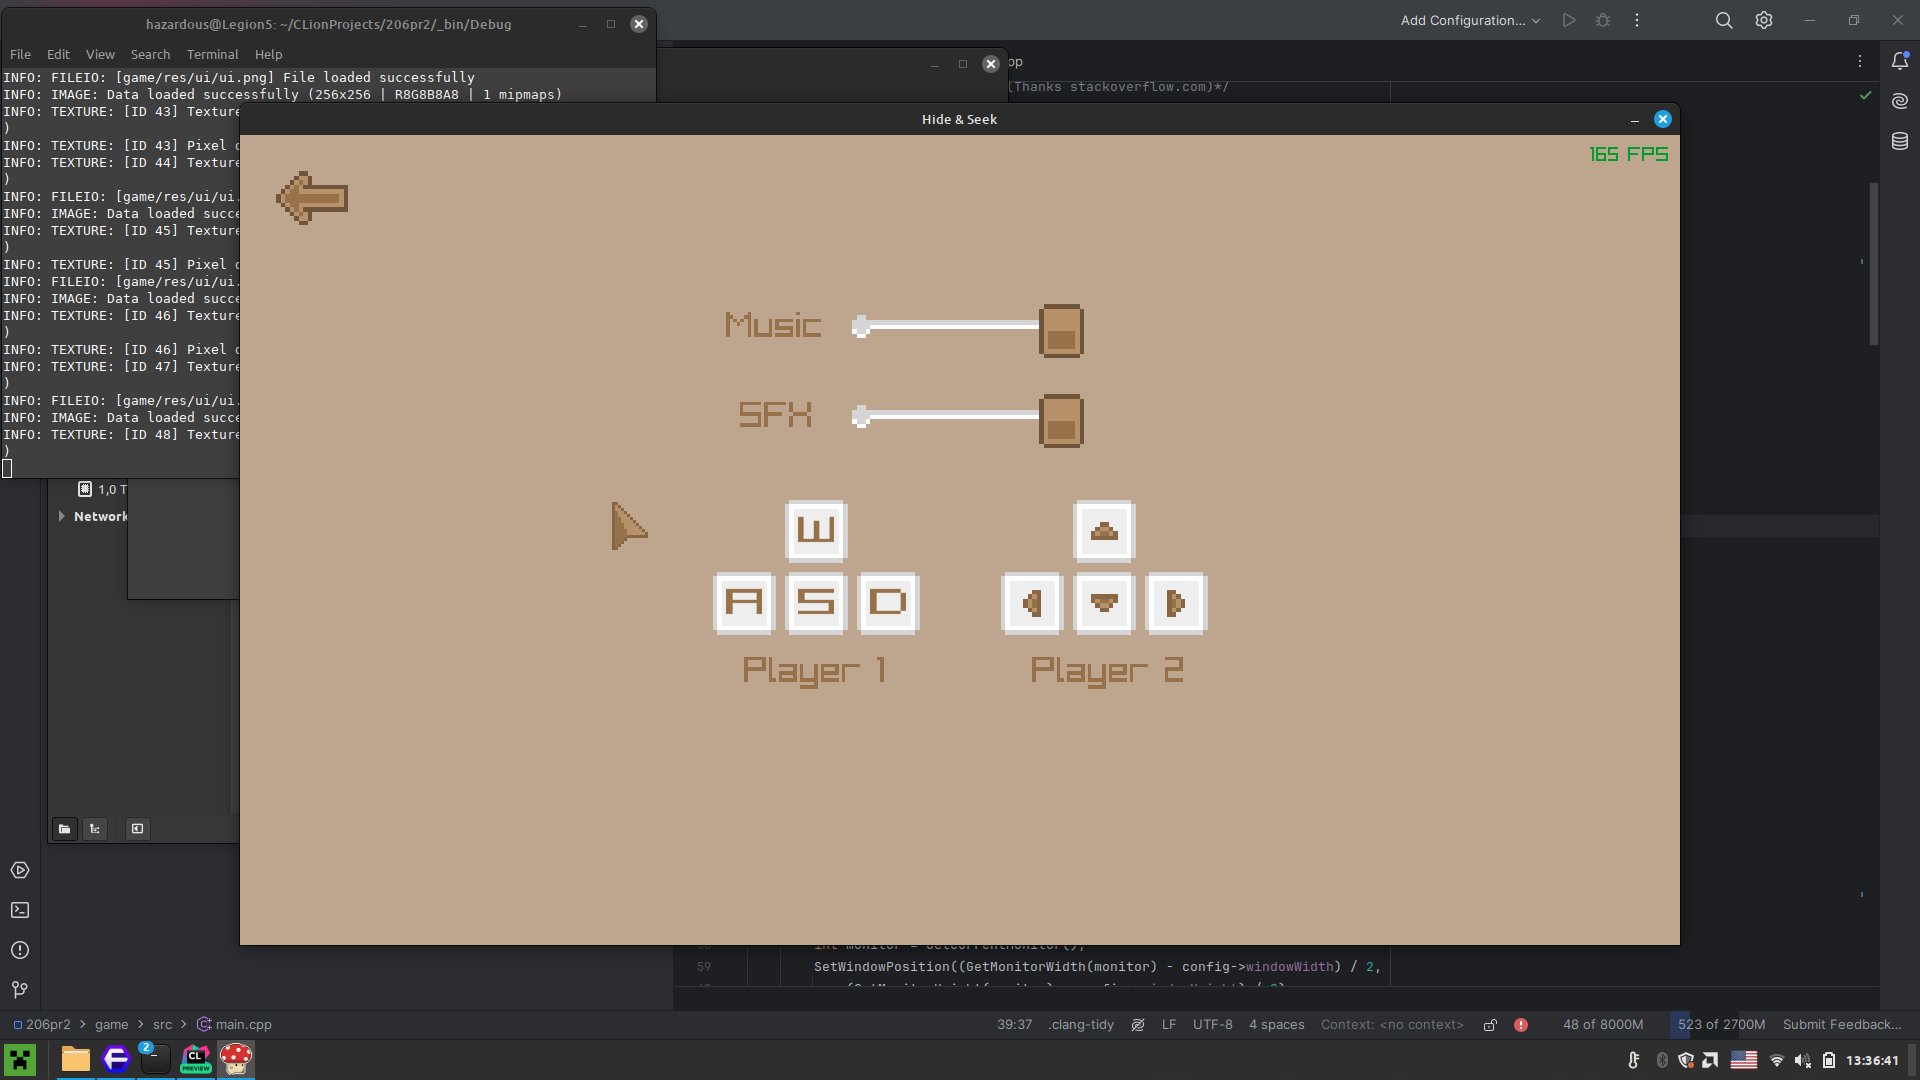 hazardous@Legion5: ~/CLionProjects/206pr2/_bin/Debug
File Edit View Search Terminal Help
INFO: FILEIO: [game/res/ui/ui.png] File loaded successfully
INFO: IMAGE: Data loaded successfully (256x256 | R8G8B8A8 | 1 mipmaps)
INFO: TEXTURE: [ID 43] Texture
)
INFO: TEXTURE: [ID 43] Pixel
INFO: TEXTURE: [ID 44] Texture
)
INFO: FILEIO: [game/res/ui/ui.
INFO: IMAGE: Data loaded succe
INFO: TEXTURE: [ID 45] Texture
)
INFO: TEXTURE: [ID 45] Pixel
INFO: FILEIO: [game/res/ui/ui.
INFO: IMAGE: Data loaded succe
INFO: TEXTURE: [ID 46] Texture
)
INFO: TEXTURE: [ID 46] Pixel
INFO: TEXTURE: [ID 47] Texture
)
INFO: FILEIO: [game/res/ui/ui.
INFO: IMAGE: Data loaded succe
INFO: TEXTURE: [ID 48] Texture
)
1,0 T
Network
Add Configuration...
pp
(Thanks stackoverflow.com)*/
Hide & Seek
165 FPS
Music
SFX
W
A S D
Player 1 Player 2
59 SetWindowPosition((GetMonitorWidth(monitor) - config->windowWidth) / 2,
206pr2 > game > src > main.cpp
39:37 .clang-tidy LF UTF-8 4 spaces Context: <no context> 48 of 8000M 523 of 2700M Submit Feedback...
2
CL
PREVIEW
13:36:41